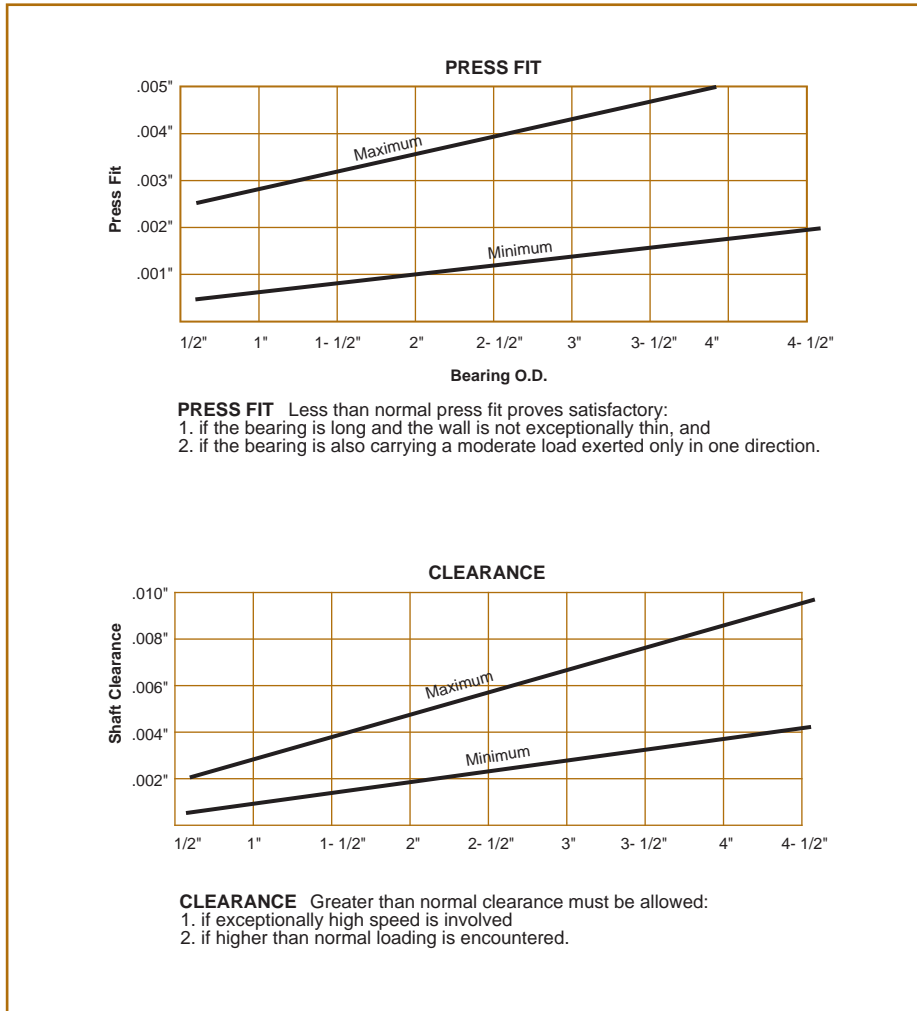 PRESS FIT
.005"
.004"
.003"
.002"
.001"
Press Fit
Maximum
Minimum
1/2" 1" 1- 1/2" 2" 2- 1/2" 3" 3- 1/2" 4" 4- 1/2"
Bearing O.D.
PRESS FIT Less than normal press fit proves satisfactory:
1. if the bearing is long and the wall is not exceptionally thin, and
2. if the bearing is also carrying a moderate load exerted only in one direction.
CLEARANCE
.010"
.008"
.006"
.004"
.002"
Shaft Clearance
Maximum
Minimum
1/2" 1" 1- 1/2" 2" 2- 1/2" 3" 3- 1/2" 4" 4- 1/2"
CLEARANCE Greater than normal clearance must be allowed:
1. if exceptionally high speed is involved
2. if higher than normal loading is encountered.